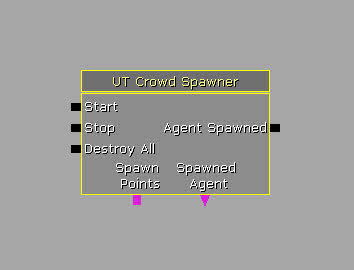 UT Crowd Spawner
Start
Stop Agent Spawned
Destroy All
Spawn Spawned
Points Agent